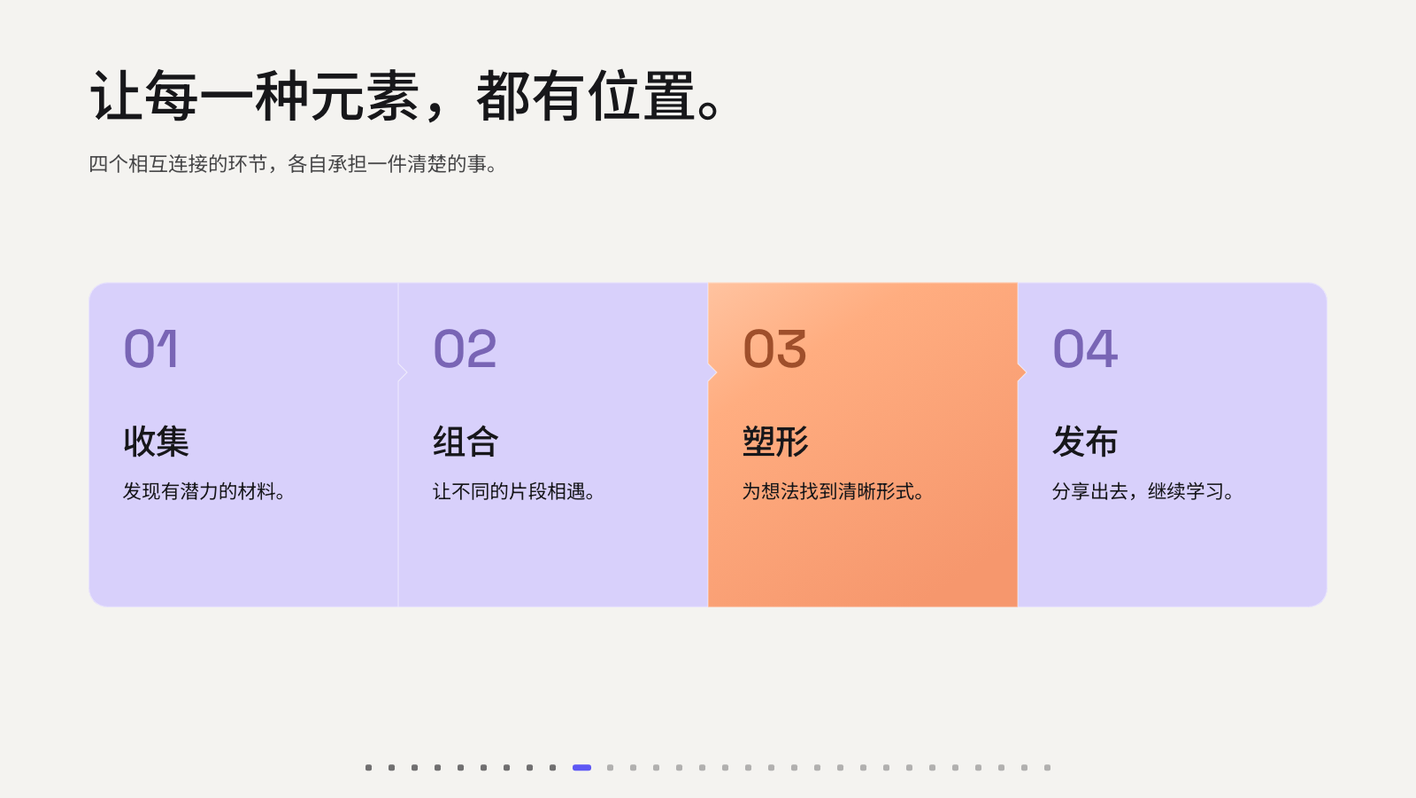 让每一种元素，都有位置。
四个相互连接的环节，各自承担一件清楚的事。
01
收集
发现有潜力的材料。
02
组合
让不同的片段相遇。
03
塑形
为想法找到清晰形式。
04
发布
分享出去，继续学习。